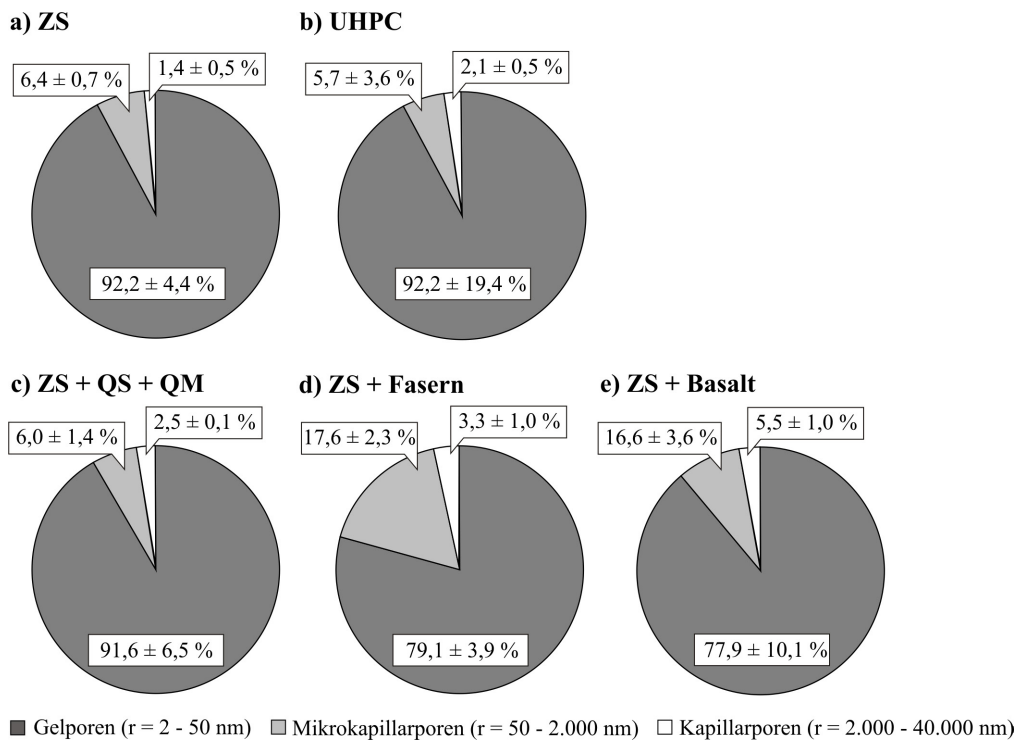 a) ZS
b) UHPC
6,4 ± 0,7 %
1,4 ± 0,5 %
5,7 ± 3,6 %
2,1 ± 0,5 %
92,2 ± 4,4 %
92,2 ± 19,4 %
c) ZS + QS + QM
d) ZS + Fasern
e) ZS + Basalt
6,0 ± 1,4 %
2,5 ± 0,1 %
17,6 ± 2,3 %
3,3 ± 1,0 %
16,6 ± 3,6 %
5,5 ± 1,0 %
91,6 ± 6,5 %
79,1 ± 3,9 %
77,9 ± 10,1 %
Gelporen (r = 2 - 50 nm)
Mikrokapillarporen (r = 50 - 2.000 nm)
Kapillarporen (r = 2.000 - 40.000 nm)